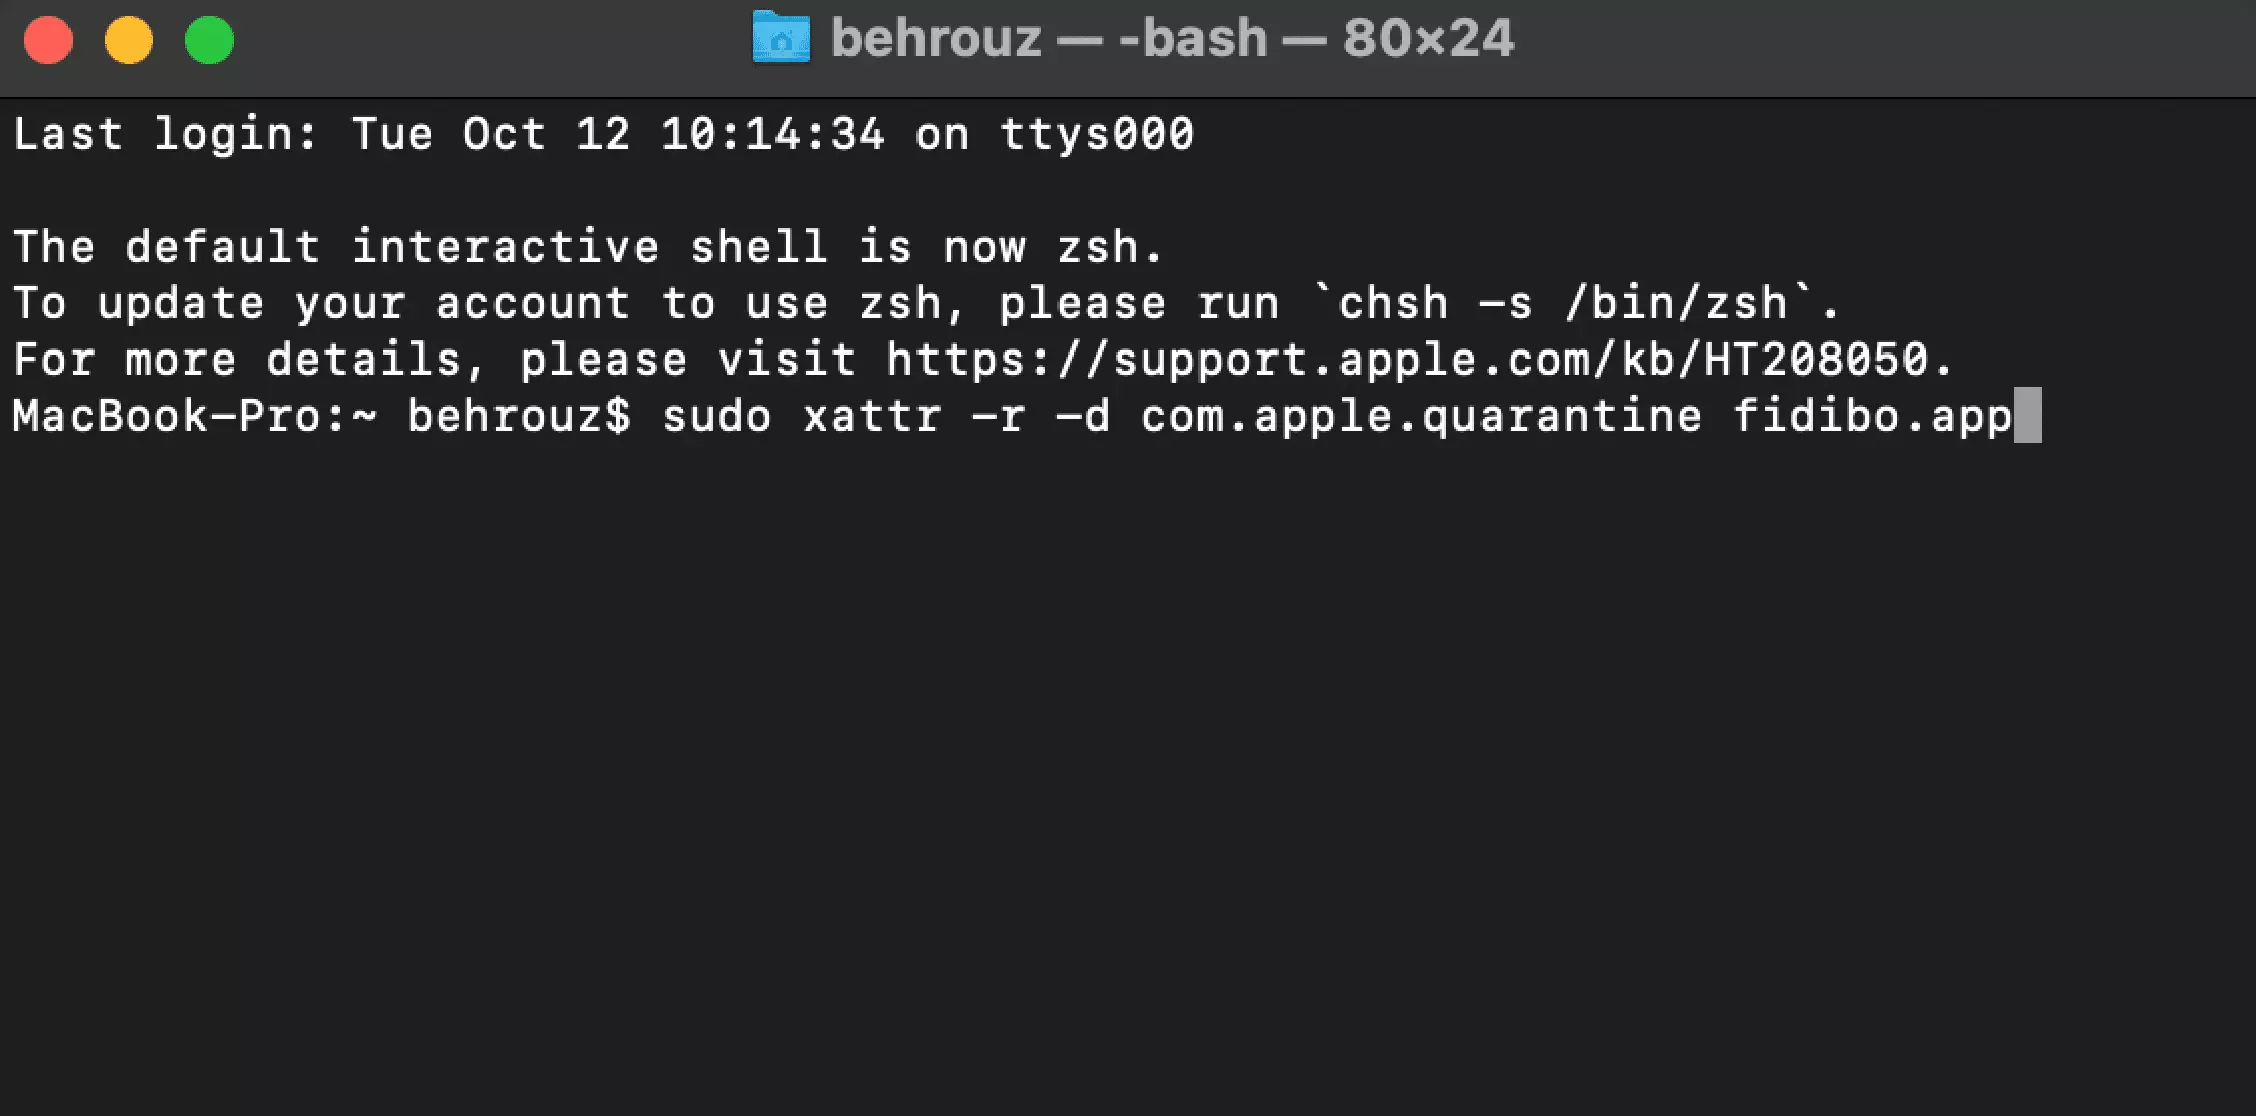 behrouz — -bash — 80×24
Last login: Tue Oct 12 10:14:34 on ttys000
The default interactive shell is now zsh.
To update your account to use zsh, please run `chsh -s /bin/zsh`.
For more details, please visit https://support.apple.com/kb/HT208050.
MacBook-Pro:~ behrouz$ sudo xattr -r -d com.apple.quarantine fidibo.app